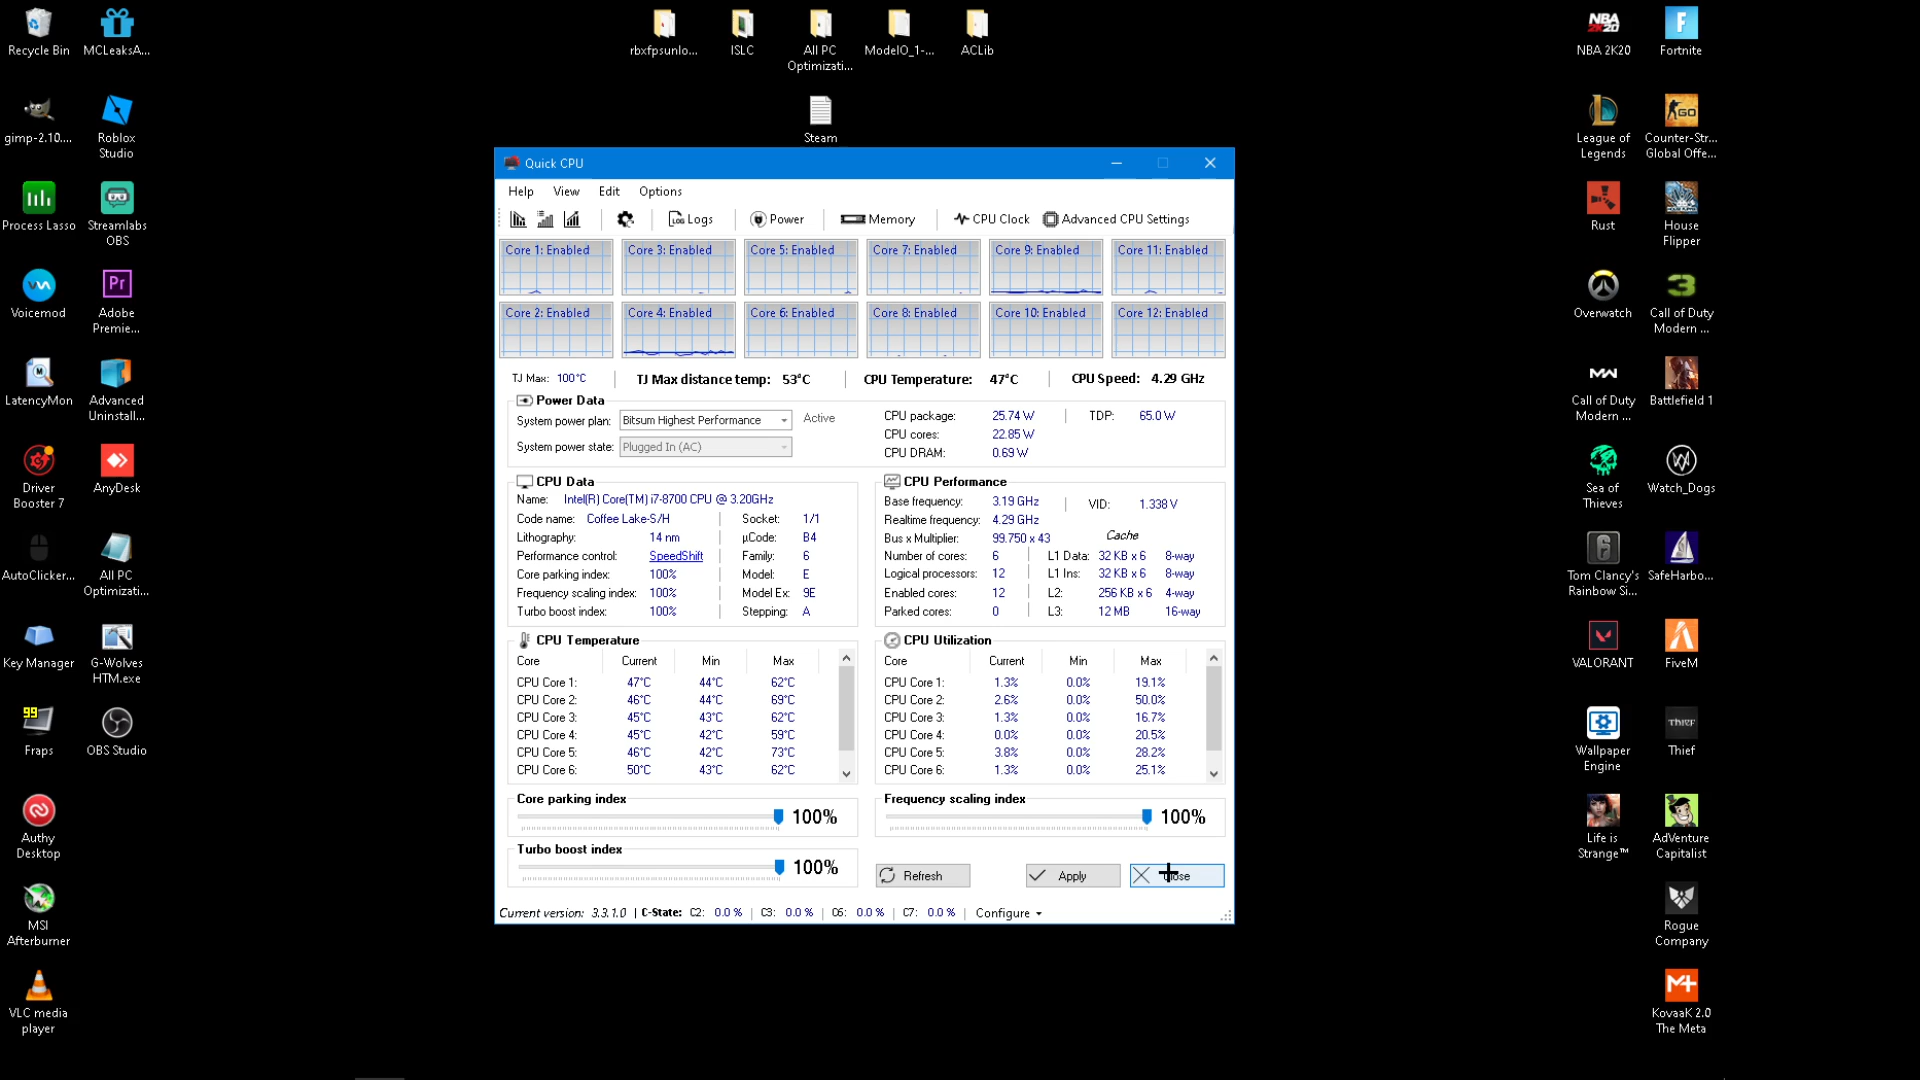 Recycle Bin
MCLeaksA...
gimp-2.10....
Roblox
Studio
Process Lasso
Streamlabs
OBS
Voicemod
Adobe
Premie...
LatencyMon
Advanced
Uninstall...
Driver
Booster 7
AnyDesk
AutoClicker...
All PC
Optimizati...
Key Manager
G-Wolves
HTM.exe
99
Fraps
OBS Studio
Authy
Desktop
MSI
Afterburner
VLC media
player
rbxfpsunlo...
ISLC
All PC
Optimizati...
ModelO_1-...
ACLib
Steam
Quick CPU
Help View Edit Options
LOG Logs Power Memory CPU Clock Advanced CPU Settings
Core 1: Enabled Core 3: Enabled Core 5: Enabled Core 7: Enabled Core 9: Enabled Core 11: Enabled
Core 2: Enabled Core 4: Enabled Core 6: Enabled Core 8: Enabled Core 10: Enabled Core 12: Enabled
TJ Max: 100°C TJ Max distance temp: 53°C CPU Temperature: 47°C CPU Speed: 4.29 GHz
Power Data
System power plan: Bitsum Highest Performance Active
System power state: Plugged In (AC)
CPU package: 25.74 W TDP: 65.0 W
CPU cores: 22.85 W
CPU DRAM: 0.69 W
CPU Data
Name: Intel(R) Core(TM) i7-8700 CPU @ 3.20GHz
Code name: Coffee Lake-S/H Socket: 1/1
Lithography: 14 nm µCode: B4
Performance control: SpeedShift Family: 6
Core parking index: 100% Model: E
Frequency scaling index: 100% Model Ex: 9E
Turbo boost index: 100% Stepping: A
CPU Performance
Base frequency: 3.19 GHz VID: 1.338 V
Realtime frequency: 4.29 GHz
Bus x Multiplier: 99.750 x 43 Cache
Number of cores: 6 L1 Data: 32 KB x 6 8-way
Logical processors: 12 L1 Ins: 32 KB x 6 8-way
Enabled cores: 12 L2: 256 KB x 6 4-way
Parked cores: 0 L3: 12 MB 16-way
CPU Temperature
Core Current Min Max
CPU Core 1: 47°C 44°C 62°C
CPU Core 2: 46°C 44°C 69°C
CPU Core 3: 45°C 43°C 62°C
CPU Core 4: 45°C 42°C 59°C
CPU Core 5: 46°C 42°C 73°C
CPU Core 6: 50°C 43°C 62°C
CPU Utilization
Core Current Min Max
CPU Core 1: 1.3% 0.0% 19.1%
CPU Core 2: 2.6% 0.0% 50.0%
CPU Core 3: 1.3% 0.0% 16.7%
CPU Core 4: 0.0% 0.0% 20.5%
CPU Core 5: 3.8% 0.0% 28.2%
CPU Core 6: 1.3% 0.0% 25.1%
Core parking index
100%
Frequency scaling index
100%
Turbo boost index
100%
Refresh Apply Close
Current version: 3.3.1.0 C-State: C2: 0.0 % C3: 0.0 % C6: 0.0 % C7: 0.0 % Configure
NBA
2K20
NBA 2K20
F
Fortnite
League of
Legends
GO
Counter-Str...
Global Offe...
Rust
House
Flipper
Overwatch
3
Call of Duty
Modern ...
MW
Call of Duty
Modern ...
Battlefield 1
Sea of
Thieves
Watch_Dogs
6
Tom Clancy's
Rainbow Si...
SafeHarbo...
VALORANT
FiveM
Wallpaper
Engine
THIEF
Thief
Life is
Strange™
AdVenture
Capitalist
Rogue
Company
KovaaK 2.0
The Meta